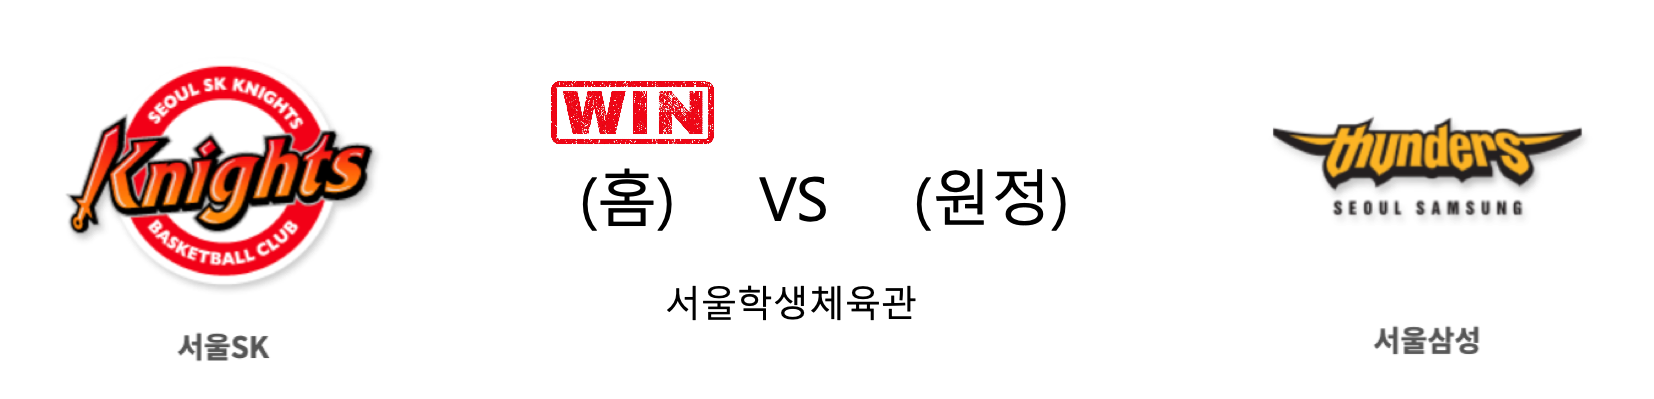 SEOUL SK KNIGHTS
Knights
BASKETBALL CLUB
서울SK
WIN
(홈) VS (원정)
서울학생체육관
thunders
SEOUL SAMSUNG
서울삼성